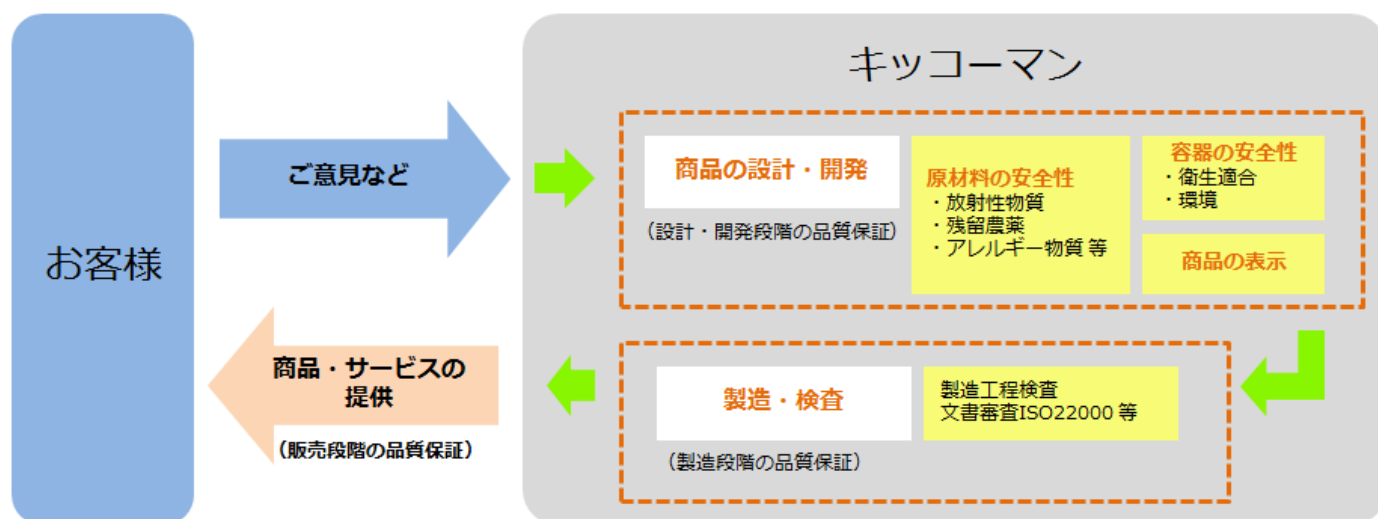 キッコーマン
お客様
ご意見など
商品の設計・開発
(設計・開発段階の品質保証)
原材料の安全性
・放射性物質
・残留農薬
・アレルギー物質 等
容器の安全性
・衛生適合
・環境
商品の表示
製造・検査
(製造段階の品質保証)
製造工程検査
文書審査ISO22000 等
商品・サービスの
提供
(販売段階の品質保証)